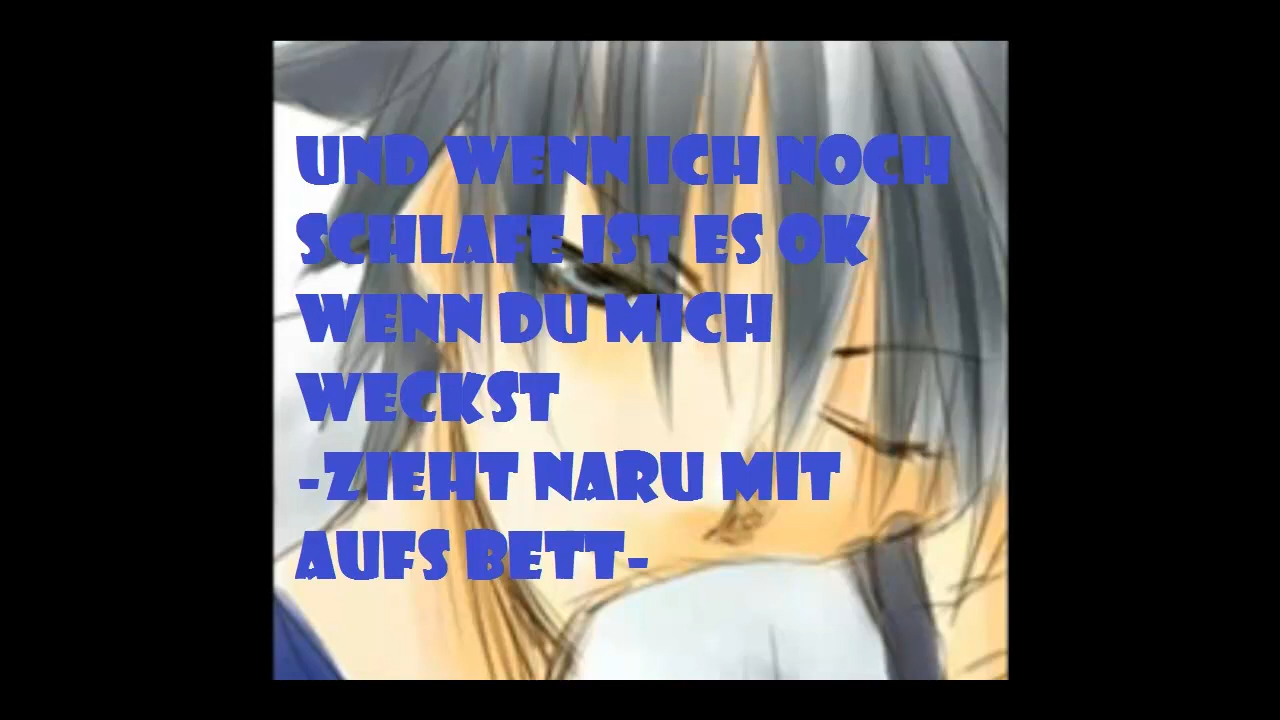 UND WENN ICH NOCH
SCHLAFE IST ES OK
WENN DU MICH
WECKST
-ZIEHT NARU MIT
AUFS BETT-